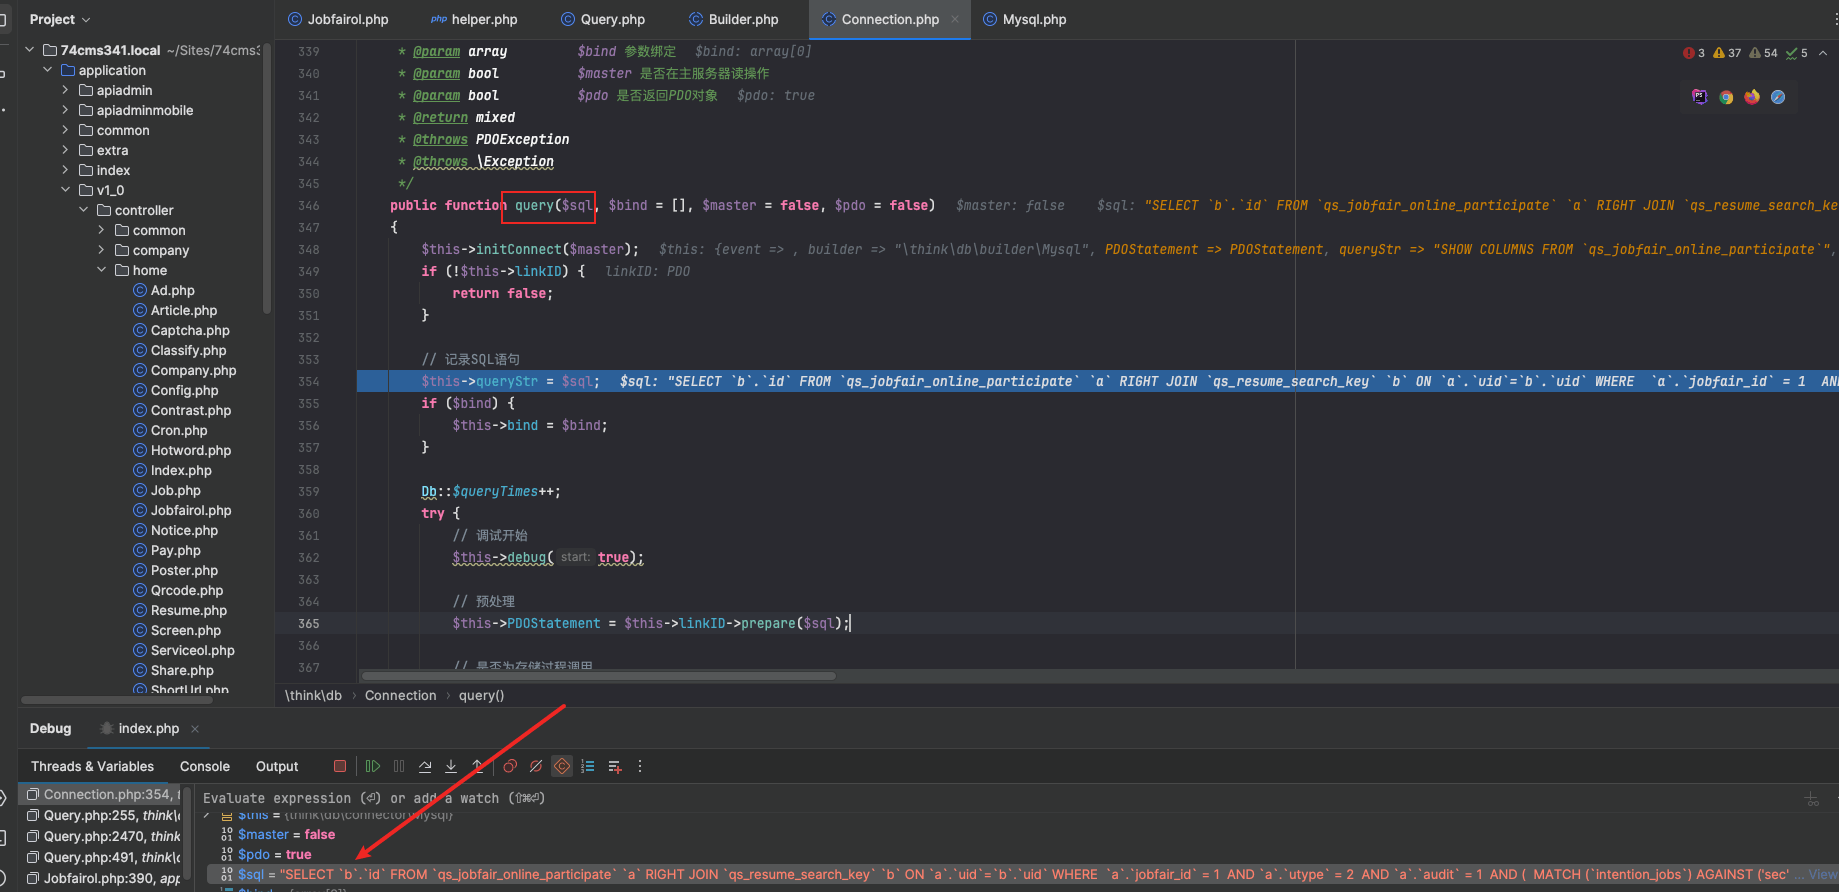 Project
Jobfairol.php
php helper.php
Query.php
Builder.php
Connection.php
Mysql.php
74cms341.local ~/Sites/74cms3
application
apiadmin
apiadminmobile
common
extra
index
v1_0
controller
common
company
home
Ad.php
Article.php
Captcha.php
Classify.php
Company.php
Config.php
Contrast.php
Cron.php
Hotword.php
Index.php
Job.php
Jobfairol.php
Notice.php
Pay.php
Poster.php
Qrcode.php
Resume.php
Screen.php
Serviceol.php
Share.php
ShortUrl.php
3 37 54 5
339 * @param array $bind 参数绑定 $bind: array[0]
340 * @param bool $master 是否在主服务器读操作
341 * @param bool $pdo 是否返回PDO对象 $pdo: true
342 * @return mixed
343 * @throws PDOException
344 * @throws \Exception
345 */
346 public function query($sql, $bind = [], $master = false, $pdo = false) $master: false $sql: "SELECT `b`.`id` FROM `qs_jobfair_online_participate` `a` RIGHT JOIN `qs_resume_search_ke
347 {
348 $this->initConnect($master); $this: {event => , builder => "\think\db\builder\Mysql", PDOStatement => PDOStatement, queryStr => "SHOW COLUMNS FROM `qs_jobfair_online_participate`",
349 if (!$this->linkID) { linkID: PDO
350 return false;
351 }
352
353 // 记录SQL语句
354 $this->queryStr = $sql; $sql: "SELECT `b`.`id` FROM `qs_jobfair_online_participate` `a` RIGHT JOIN `qs_resume_search_key` `b` ON `a`.`uid`=`b`.`uid` WHERE `a`.`jobfair_id` = 1 AN
355 if ($bind) {
356 $this->bind = $bind;
357 }
358
359 Db::$queryTimes++;
360 try {
361 // 调试开始
362 $this->debug( start: true);
363
364 // 预处理
365 $this->PDOStatement = $this->linkID->prepare($sql);
366
367 // 是否为存储过程调用
\think\db › Connection › query()
Debug
index.php
Threads & Variables
Console
Output
Connection.php:354, t
Query.php:255, think\c
Query.php:2470, think
Query.php:491, think\c
Jobfairol.php:390, app
Evaluate expression (⏎) or add a watch (⇧⌘⏎)
$this = {think\db\connector\Mysql}
$master = false
$pdo = true
$sql = "SELECT `b`.`id` FROM `qs_jobfair_online_participate` `a` RIGHT JOIN `qs_resume_search_key` `b` ON `a`.`uid`=`b`.`uid` WHERE `a`.`jobfair_id` = 1 AND `a`.`utype` = 2 AND `a`.`audit` = 1 AND ( MATCH (`intention_jobs`) AGAINST ('sec' ... View